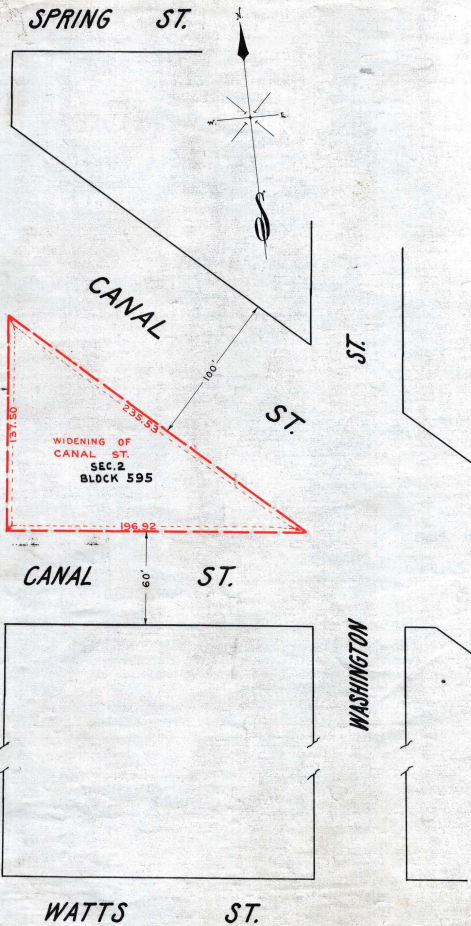 SPRING ST.
N
W. E.
S.
CANAL ST.
100'
ST.
137.50
235.53
WIDENING OF
CANAL ST.
SEC.2
BLOCK 595
196.92
CANAL ST.
60'
WASHINGTON
WATTS ST.